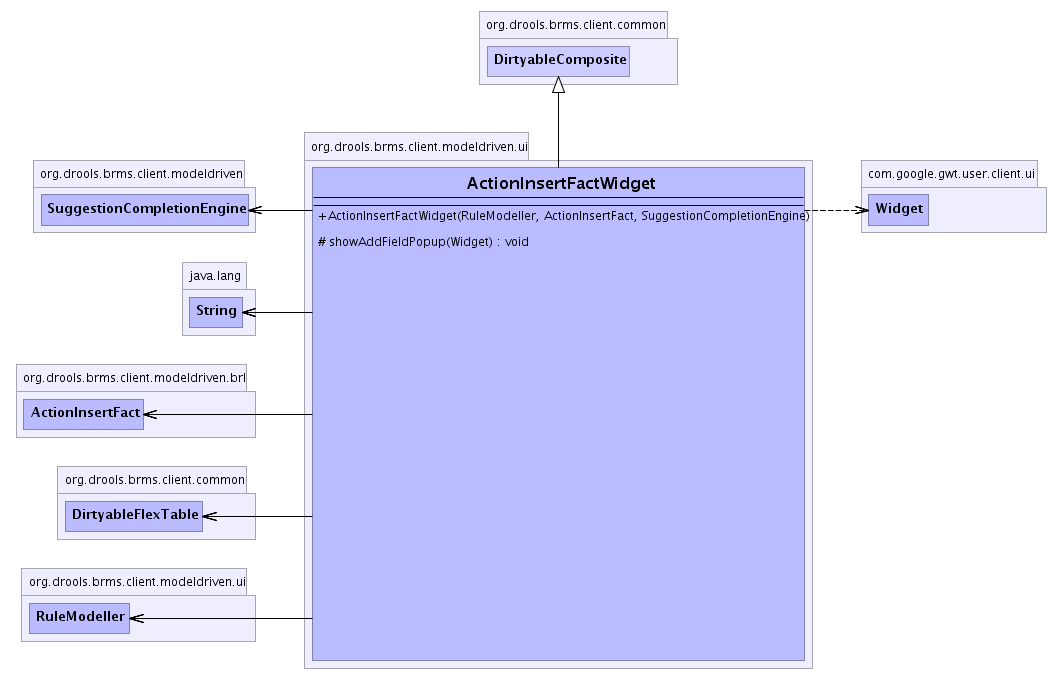 org.drools.brms.client.common
DirtyableComposite
org.drools.brms.client.modeldriven.ui
ActionInsertFactWidget
+ActionInsertFactWidget(RuleModeller, ActionInsertFact, SuggestionCompletionEngine)
# showAddFieldPopup(Widget) : void
org.drools.brms.client.modeldriven
SuggestionCompletionEngine
com.google.gwt.user.client.ui
Widget
java.lang
String
org.drools.brms.client.modeldriven.brl
ActionInsertFact
org.drools.brms.client.common
DirtyableFlexTable
org.drools.brms.client.modeldriven.ui
RuleModeller